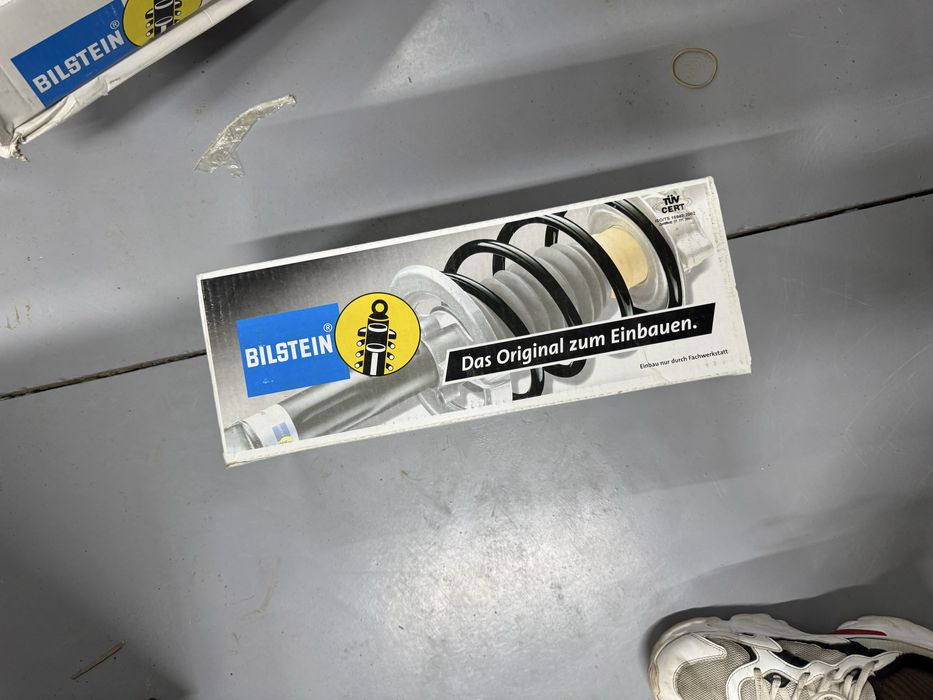 BILSTEIN®
TÜV
CERT
BILSTEIN®
Das Original zum Einbauen.
Einbau nur durch Fachwerkstatt